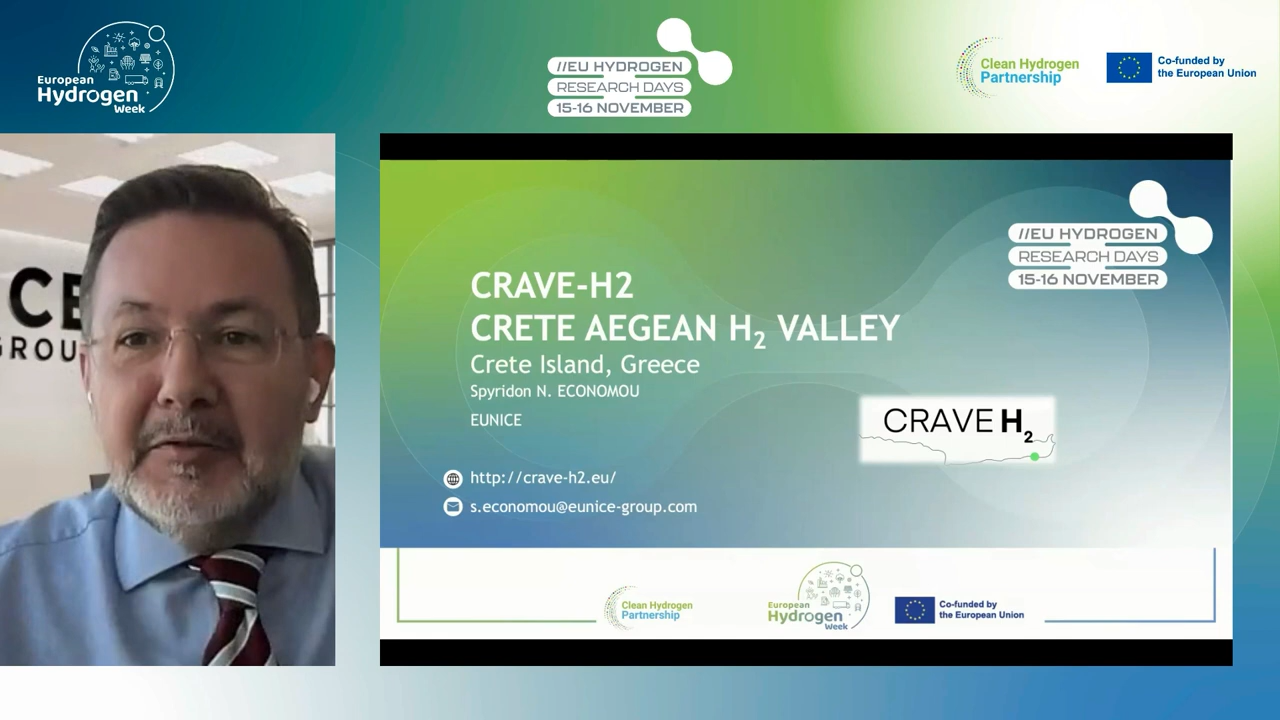 European
Hydrogen
Week
//EU HYDROGEN
RESEARCH DAYS
15-16 NOVEMBER
Clean Hydrogen
Partnership
Co-funded by
the European Union
CE
GROU
//EU HYDROGEN
RESEARCH DAYS
15-16 NOVEMBER
CRAVE-H2
CRETE AEGEAN H₂ VALLEY
Crete Island, Greece
Spyridon N. ECONOMOU
EUNICE
CRAVE H₂
http://crave-h2.eu/
s.economou@eunice-group.com
Clean Hydrogen
Partnership
European
Hydrogen
Week
Co-funded by
the European Union